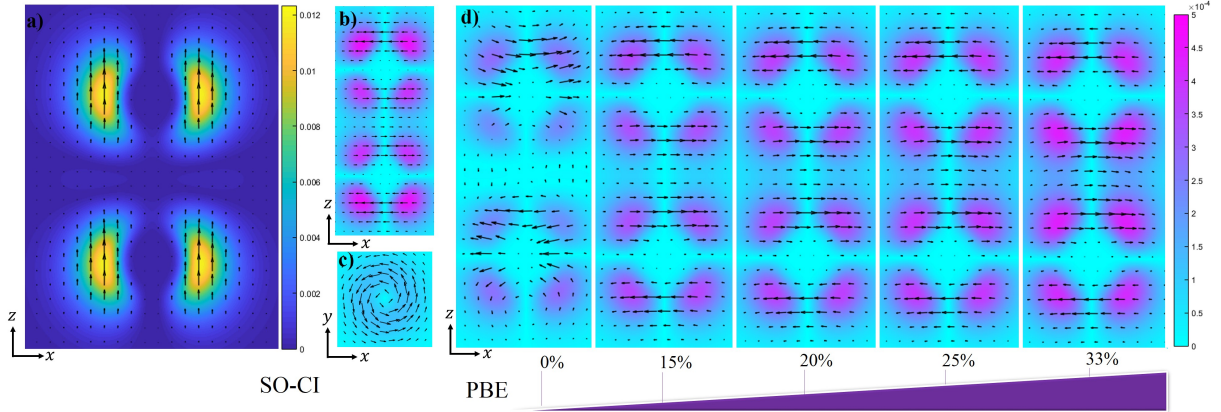 a)
0.012
0.01
0.008
0.006
0.004
0.002
0
z
x
b)
z
x
c)
y
x
d)
×10⁻⁴
5
4.5
4
3.5
3
2.5
2
1.5
1
0.5
0
z
x
SO-CI
PBE
0%
15%
20%
25%
33%